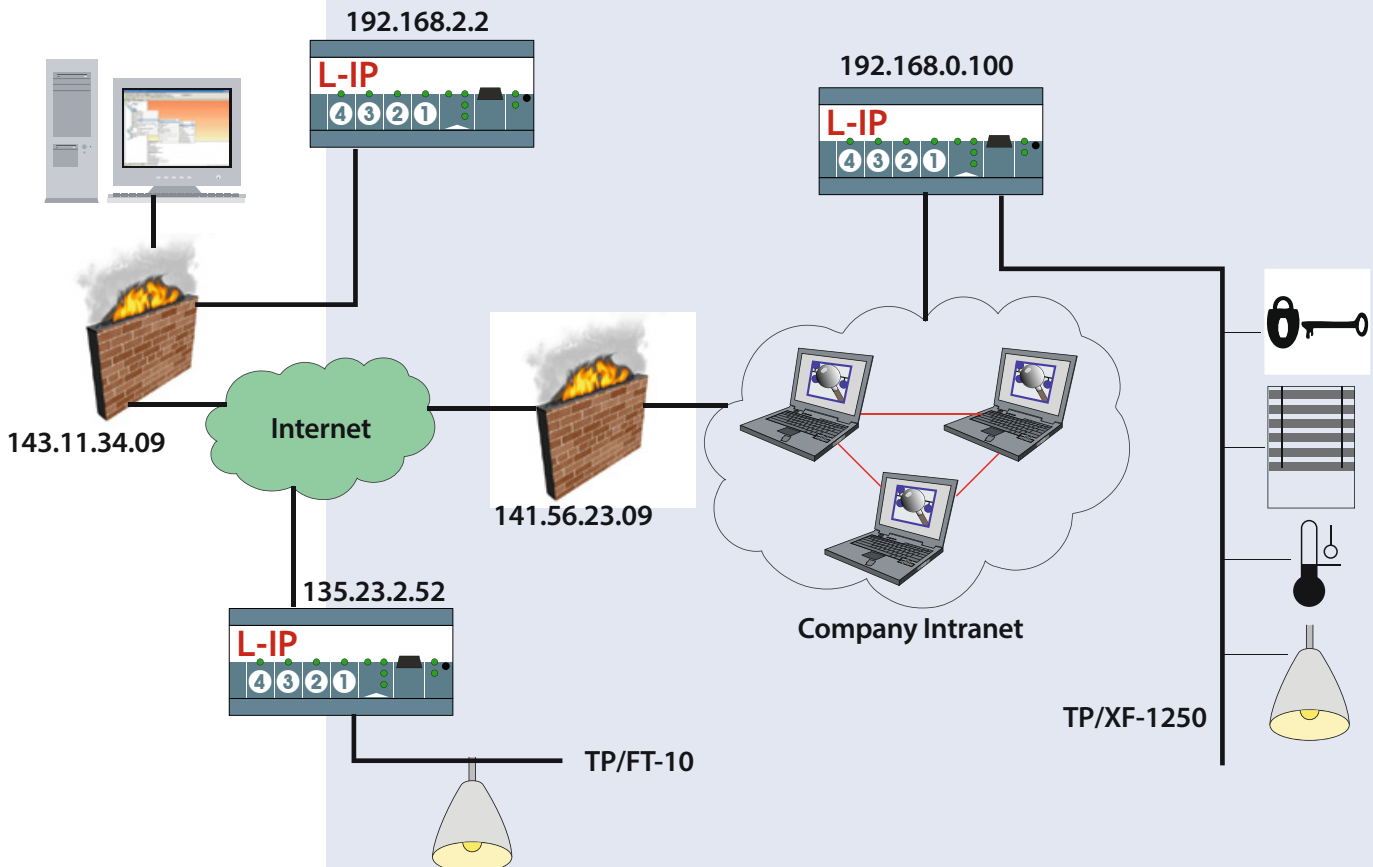 192.168.2.2
L-IP
4 3 2 1
192.168.0.100
L-IP
4 3 2 1
143.11.34.09
Internet
141.56.23.09
Company Intranet
135.23.2.52
L-IP
4 3 2 1
TP/FT-10
TP/XF-1250